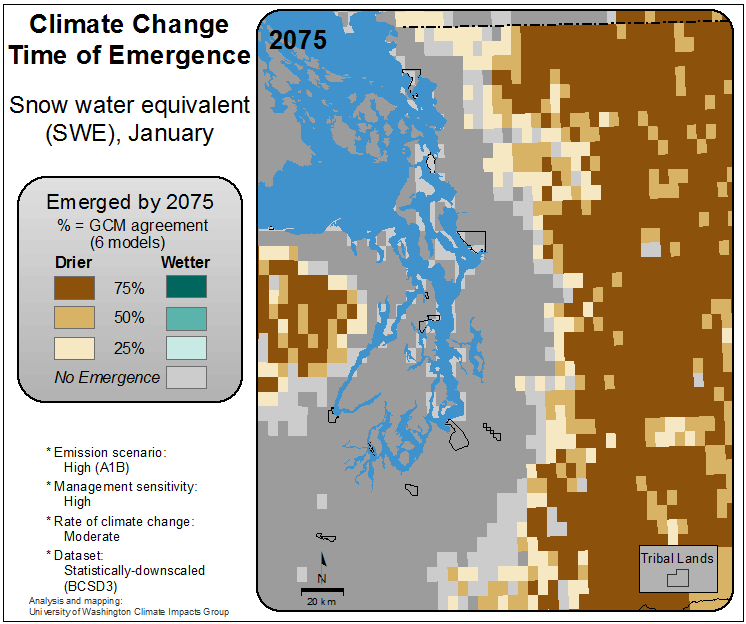 Climate Change
Time of Emergence
Snow water equivalent
(SWE), January
Emerged by 2075
% = GCM agreement
(6 models)
Drier Wetter
75%
50%
25%
No Emergence
* Emission scenario:
High (A1B)
* Management sensitivity:
High
* Rate of climate change:
Moderate
* Dataset:
Statistically-downscaled
(BCSD3)
Analysis and mapping:
University of Washington Climate Impacts Group
2075
N
20 km
Tribal Lands